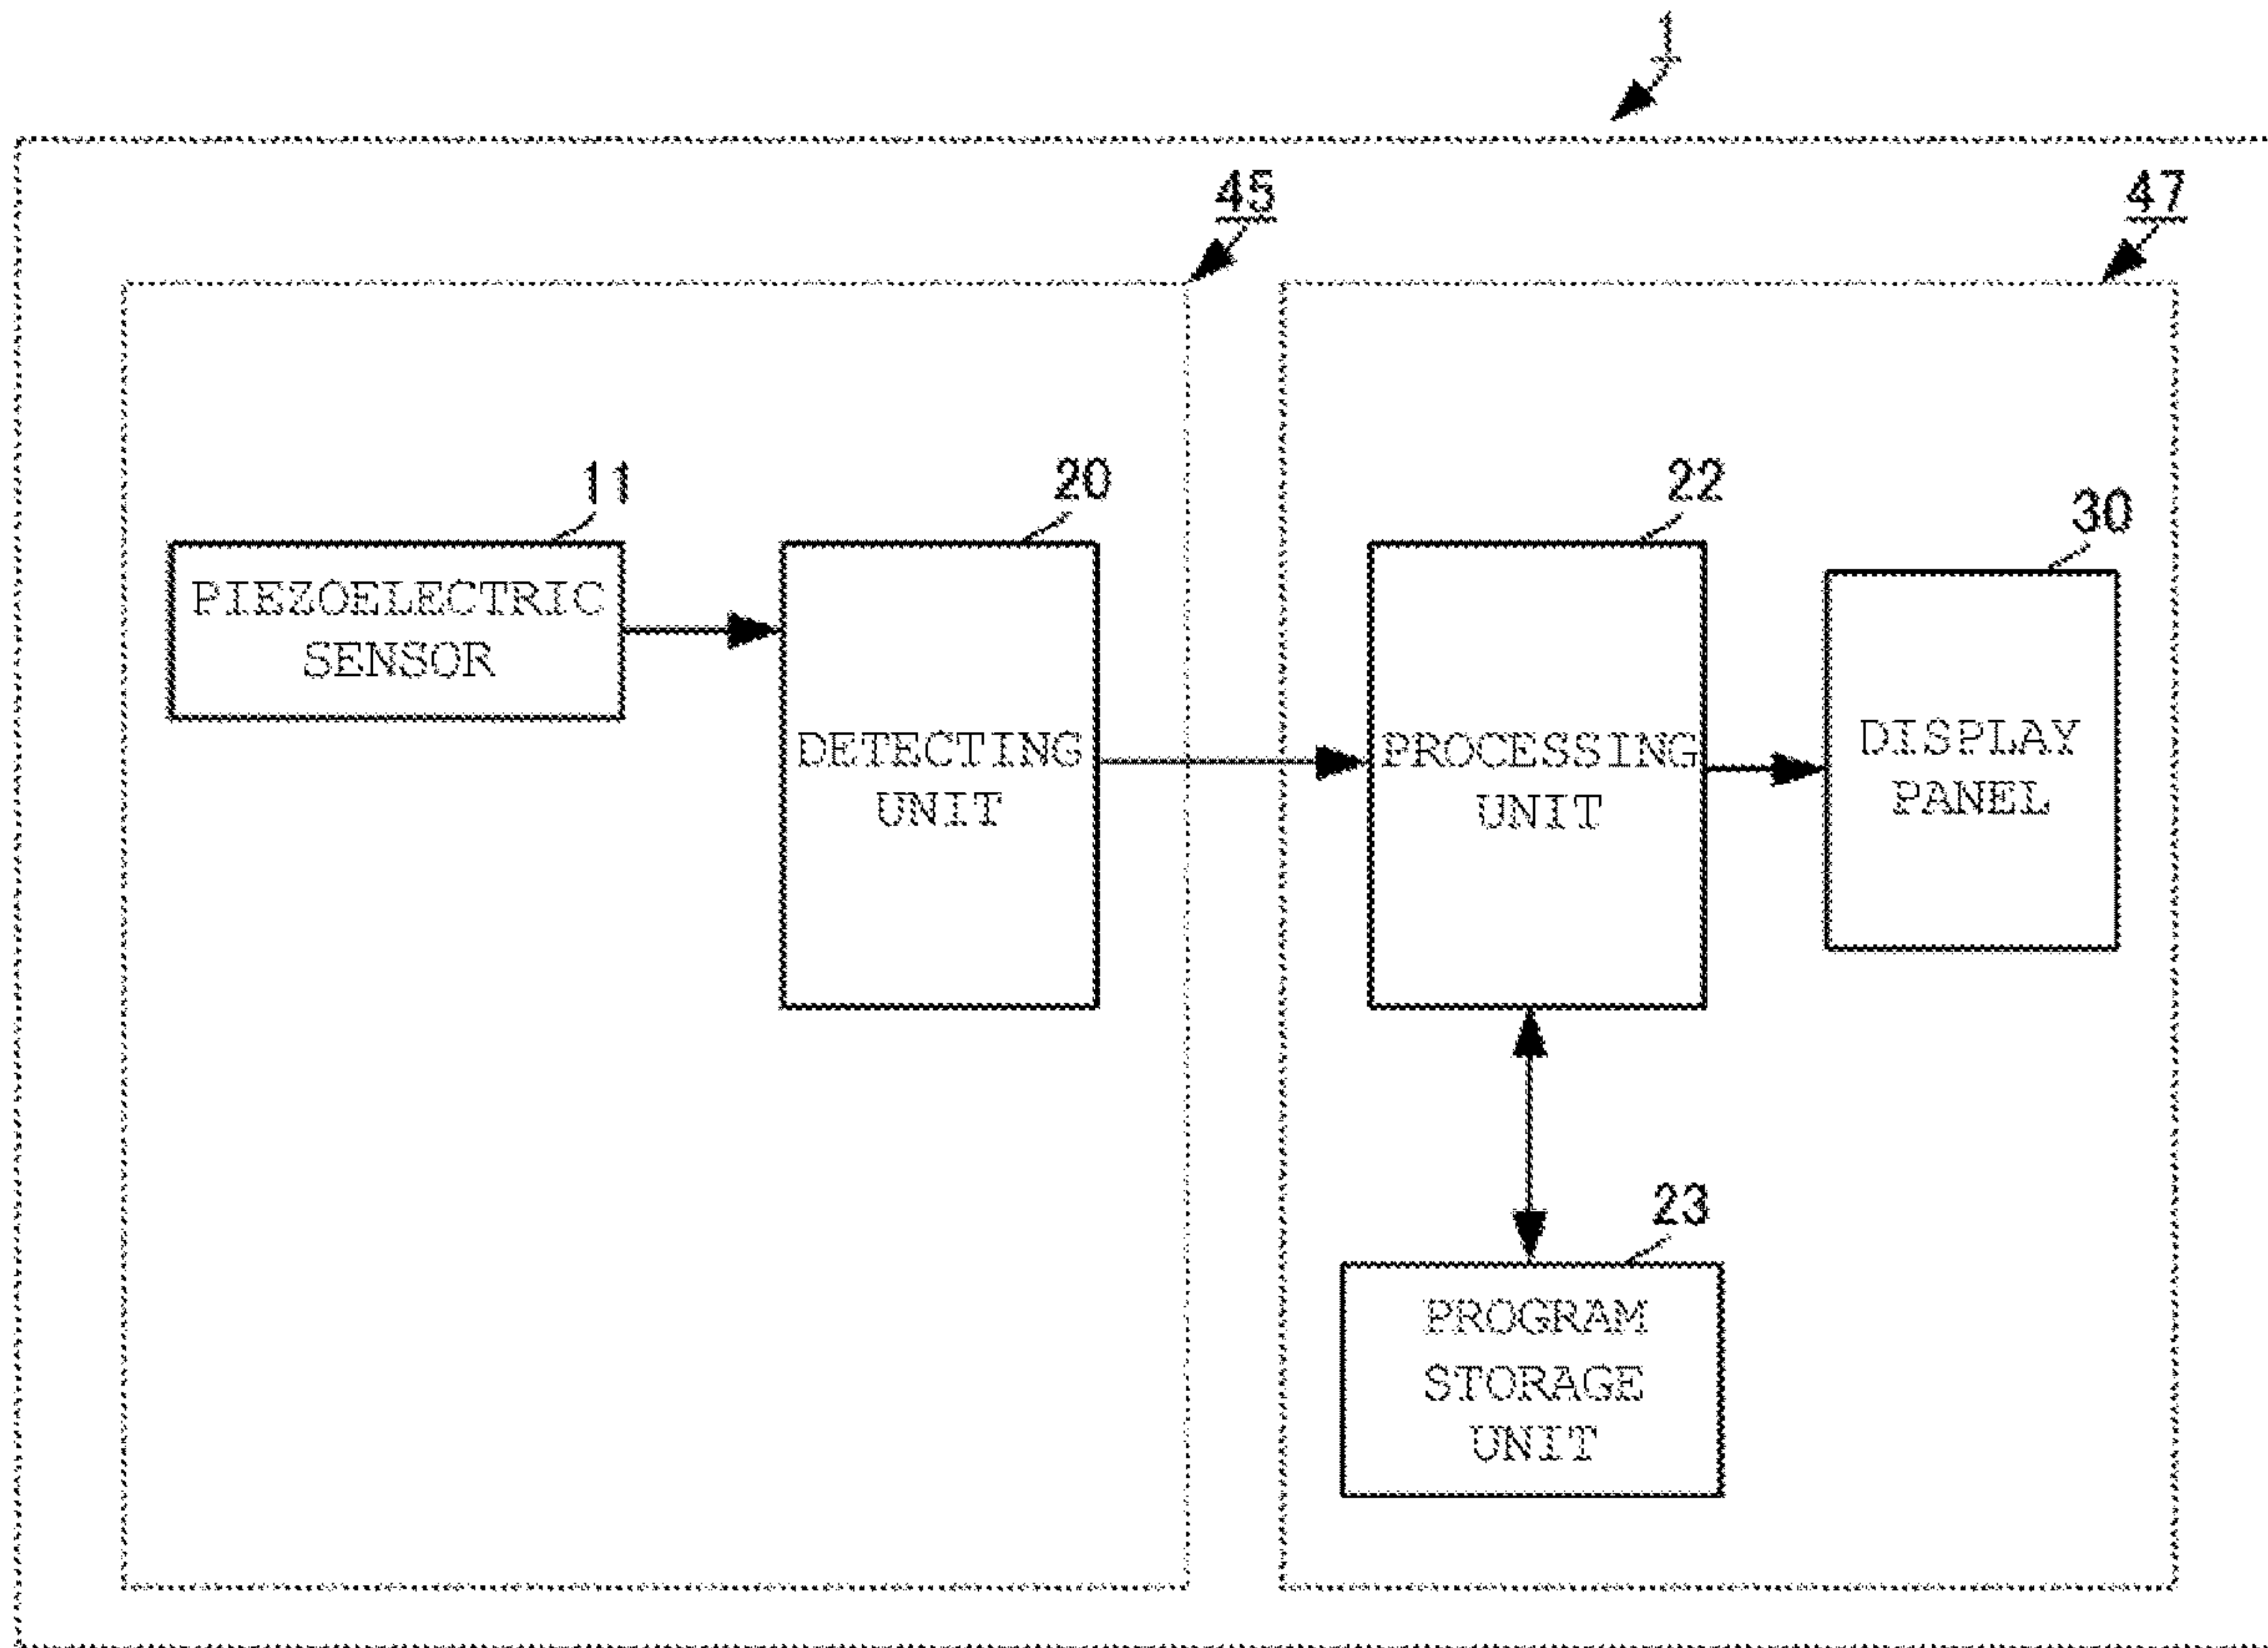 1
45
47
11
20
22
30
PIEZOELECTRIC
SENSOR
DETECTING
UNIT
PROCESSING
UNIT
DISPLAY
PANEL
23
PROGRAM
STORAGE
UNIT